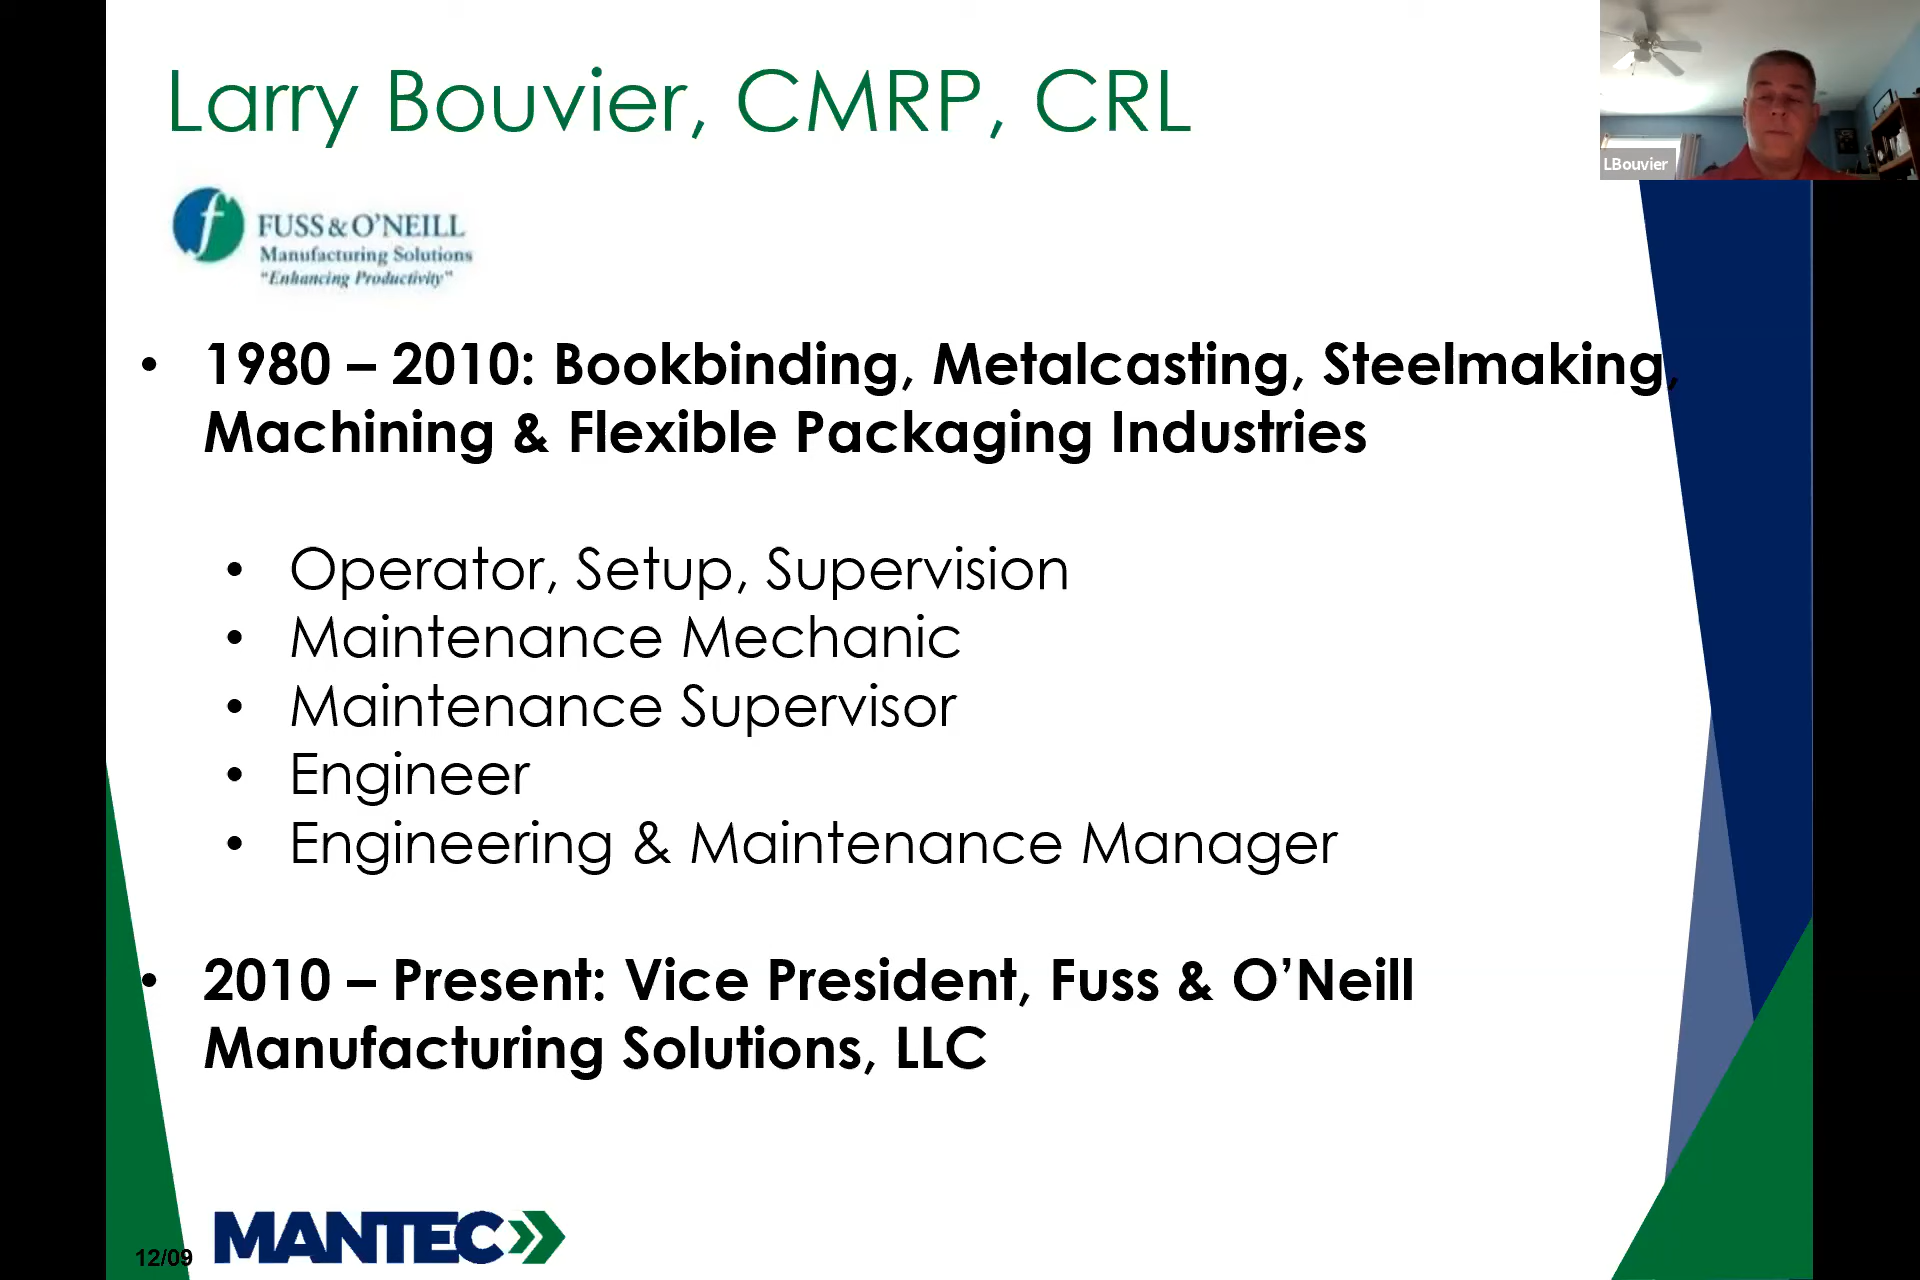 Larry Bouvier, CMRP, CRL
LBouvier
f
FUSS & O'NEILL
Manufacturing Solutions
"Enhancing Productivity"
• 1980 – 2010: Bookbinding, Metalcasting, Steelmaking,
Machining & Flexible Packaging Industries
• Operator, Setup, Supervision
• Maintenance Mechanic
• Maintenance Supervisor
• Engineer
• Engineering & Maintenance Manager
• 2010 – Present: Vice President, Fuss & O’Neill
Manufacturing Solutions, LLC
MANTEC
12/09